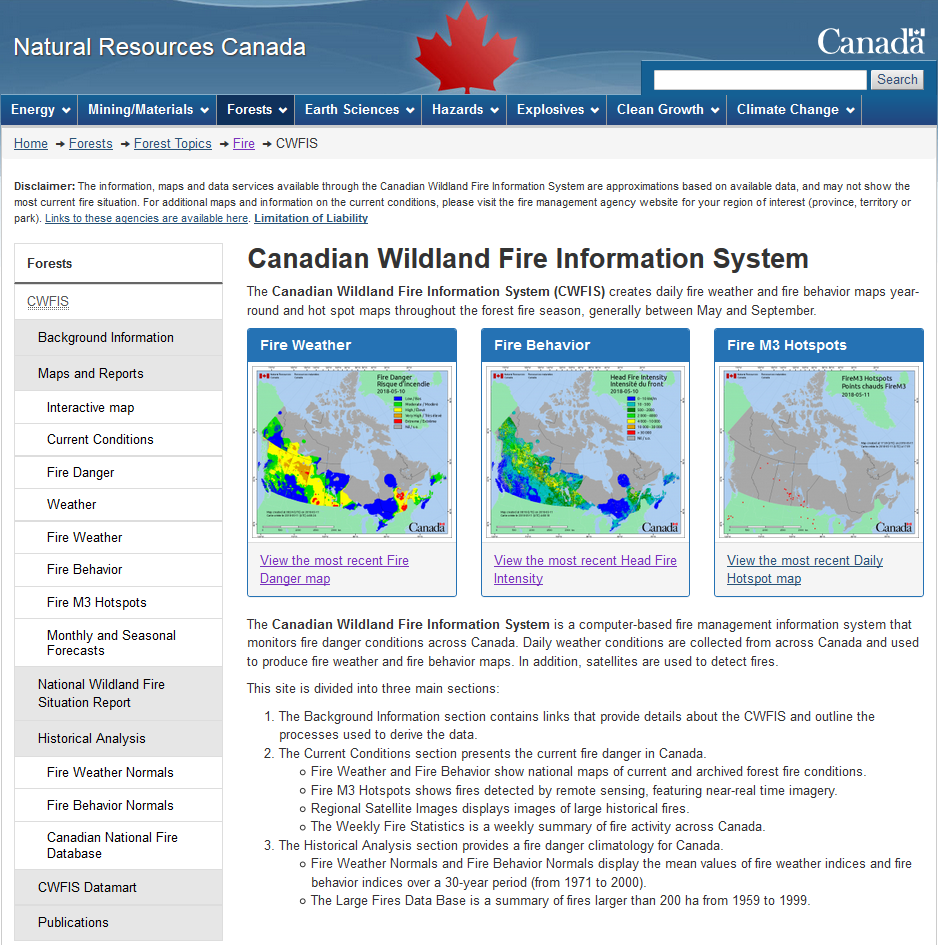 Natural Resources Canada
Canada
Search
Energy
Mining/Materials
Forests
Earth Sciences
Hazards
Explosives
Clean Growth
Climate Change
Home → Forests → Forest Topics → Fire → CWFIS
Disclaimer: The information, maps and data services available through the Canadian Wildland Fire Information System are approximations based on available data, and may not show the
most current fire situation. For additional maps and information on the current conditions, please visit the fire management agency website for your region of interest (province, territory or
park). Links to these agencies are available here. Limitation of Liability
Forests
CWFIS
Background Information
Maps and Reports
Interactive map
Current Conditions
Fire Danger
Weather
Fire Weather
Fire Behavior
Fire M3 Hotspots
Monthly and Seasonal
Forecasts
National Wildland Fire
Situation Report
Historical Analysis
Fire Weather Normals
Fire Behavior Normals
Canadian National Fire
Database
CWFIS Datamart
Publications
Canadian Wildland Fire Information System
The Canadian Wildland Fire Information System (CWFIS) creates daily fire weather and fire behavior maps year-
round and hot spot maps throughout the forest fire season, generally between May and September.
Fire Weather
Fire Danger
Risque d'incendie
2018-05-10
Canada
View the most recent Fire
Danger map
Fire Behavior
Head Fire Intensity
Intensité du front
2018-05-10
Canada
View the most recent Head Fire
Intensity
Fire M3 Hotspots
FireM3 Hotspots
Points chauds FireM3
2018-05-11
Canada
View the most recent Daily
Hotspot map
The Canadian Wildland Fire Information System is a computer-based fire management information system that
monitors fire danger conditions across Canada. Daily weather conditions are collected from across Canada and used
to produce fire weather and fire behavior maps. In addition, satellites are used to detect fires.
This site is divided into three main sections:
1. The Background Information section contains links that provide details about the CWFIS and outline the
processes used to derive the data.
2. The Current Conditions section presents the current fire danger in Canada.
Fire Weather and Fire Behavior show national maps of current and archived forest fire conditions.
Fire M3 Hotspots shows fires detected by remote sensing, featuring near-real time imagery.
Regional Satellite Images displays images of large historical fires.
The Weekly Fire Statistics is a weekly summary of fire activity across Canada.
3. The Historical Analysis section provides a fire danger climatology for Canada.
Fire Weather Normals and Fire Behavior Normals display the mean values of fire weather indices and fire
behavior indices over a 30-year period (from 1971 to 2000).
The Large Fires Data Base is a summary of fires larger than 200 ha from 1959 to 1999.